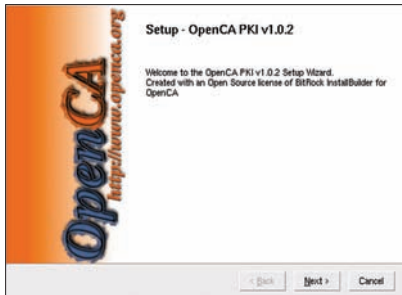 OpenCA
http://www.openca.org
Setup - OpenCA PKI v1.0.2
Welcome to the OpenCA PKI v1.0.2 Setup Wizard.
Created with an Open Source license of BitRock InstallBuilder for
OpenCA
< Back
Next >
Cancel